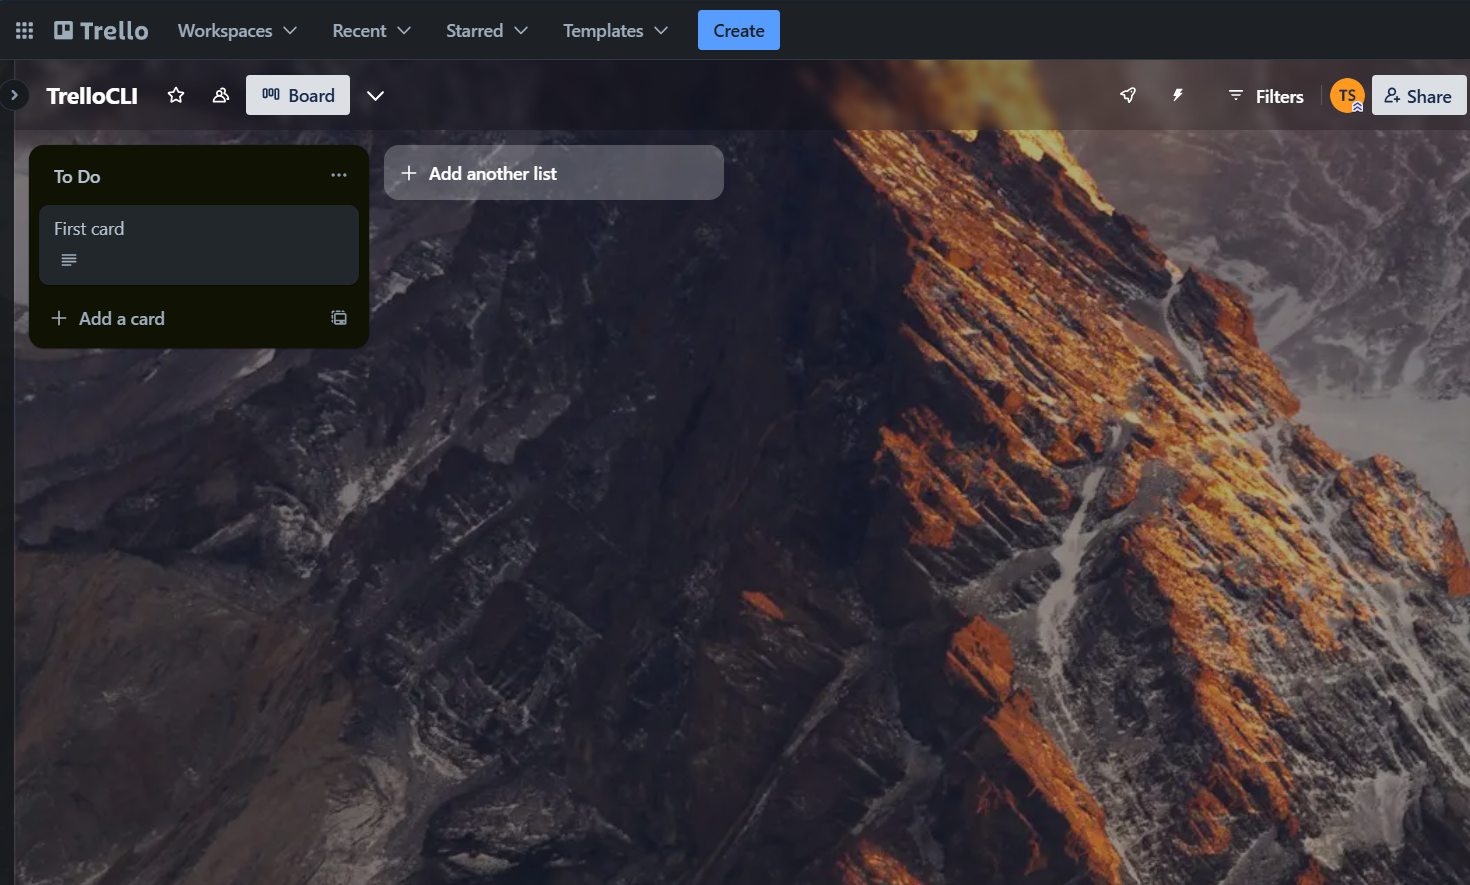 Trello Workspaces Recent Starred Templates Create
TrelloCLI Board Filters TS Share
To Do
Add another list
First card
Add a card